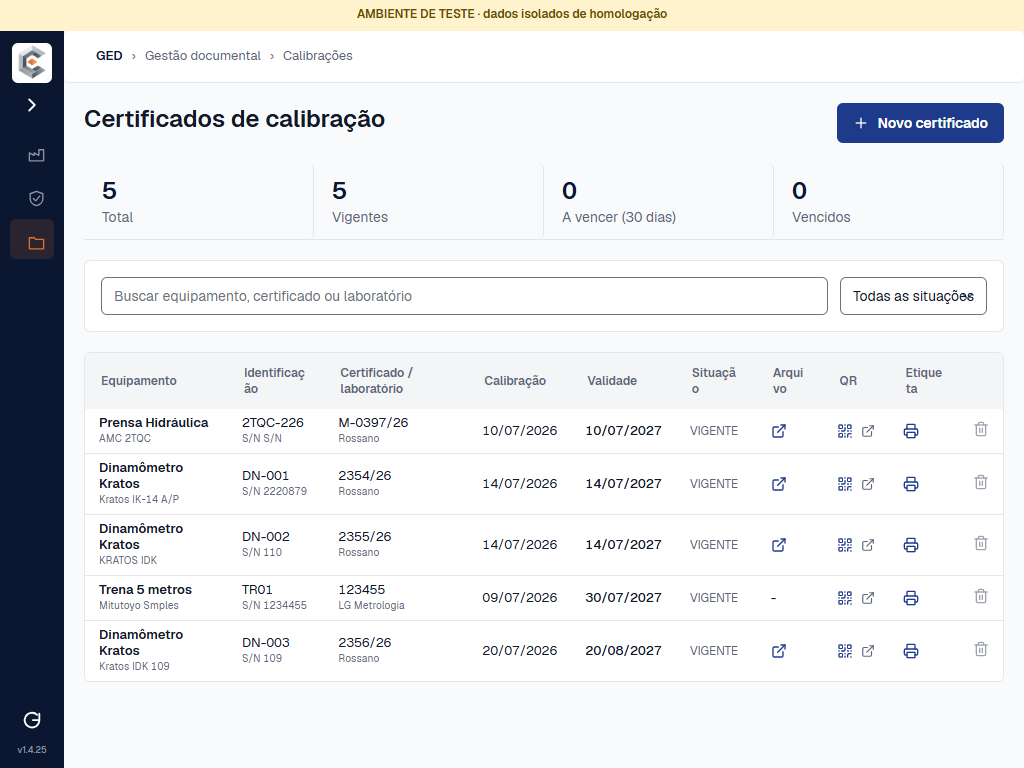 AMBIENTE DE TESTE · dados isolados de homologação
GED › Gestão documental › Calibrações
Certificados de calibração
+ Novo certificado
5
Total
5
Vigentes
0
A vencer (30 dias)
0
Vencidos
Buscar equipamento, certificado ou laboratório
Todas as situações
Equipamento Identificaç Certificado / Calibração Validade Situaçã Arqui QR Etique
ão laboratório o vo ta
Prensa Hidráulica 2TQC-226 M-0397/26 10/07/2026 10/07/2027 VIGENTE
AMC 2TQC S/N S/N Rossano
Dinamômetro
Kratos DN-001 2354/26 14/07/2026 14/07/2027 VIGENTE
Kratos IK-14 A/P S/N 2220879 Rossano
Dinamômetro
Kratos DN-002 2355/26 14/07/2026 14/07/2027 VIGENTE
KRATOS IDK S/N 110 Rossano
Trena 5 metros TR01 123455 09/07/2026 30/07/2027 VIGENTE -
Mitutoyo Smples S/N 1234455 LG Metrologia
Dinamômetro
Kratos DN-003 2356/26 20/07/2026 20/08/2027 VIGENTE
Kratos IDK 109 S/N 109 Rossano
v1.4.25